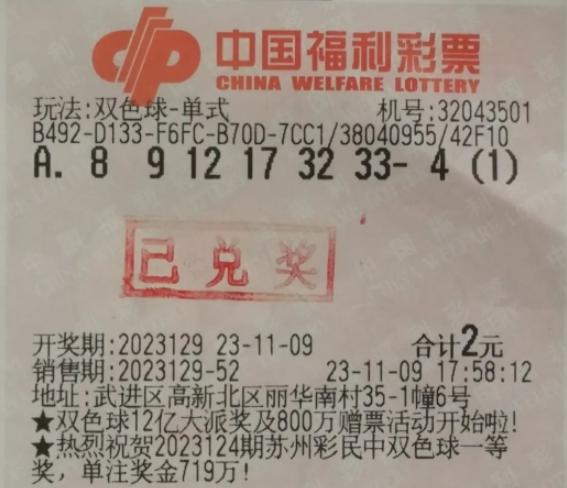 中国福利彩票
CHINA WELFARE LOTTERY
玩法:双色球-单式 机号:32043501
B492-D133-F6FC-B70D-7CC1/38040955/42F10
A. 8 9 12 17 32 33- 4 (1)
已兑奖
开奖期:2023129 23-11-09 合计2元
销售期:2023129-52 23-11-09 17:58:12
地址:武进区高新北区丽华南村35-1幢6号
★双色球12亿大派奖及800万赠票活动开始啦!
★热烈祝贺2023124期苏州彩民中双色球一等
奖，单注奖金719万!